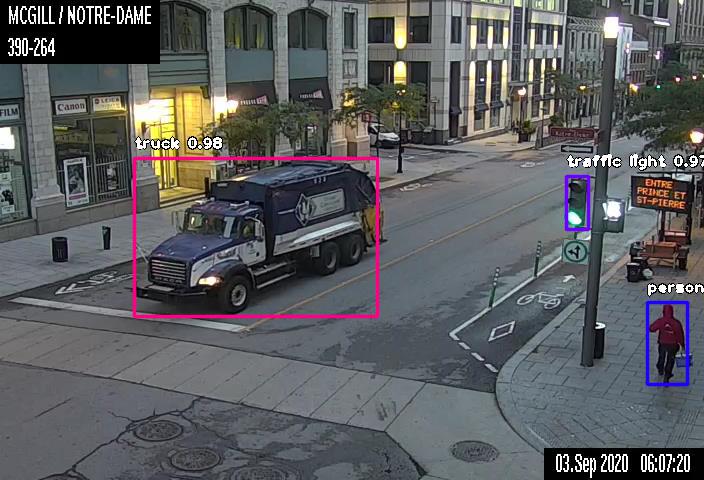 MCGILL / NOTRE-DAME
390-264
truck 0.98
traffic light 0.97
ENTRE
PRINCE ET
ST-PIERRE
person
FILM
Canon
03.Sep 2020 06:07:20